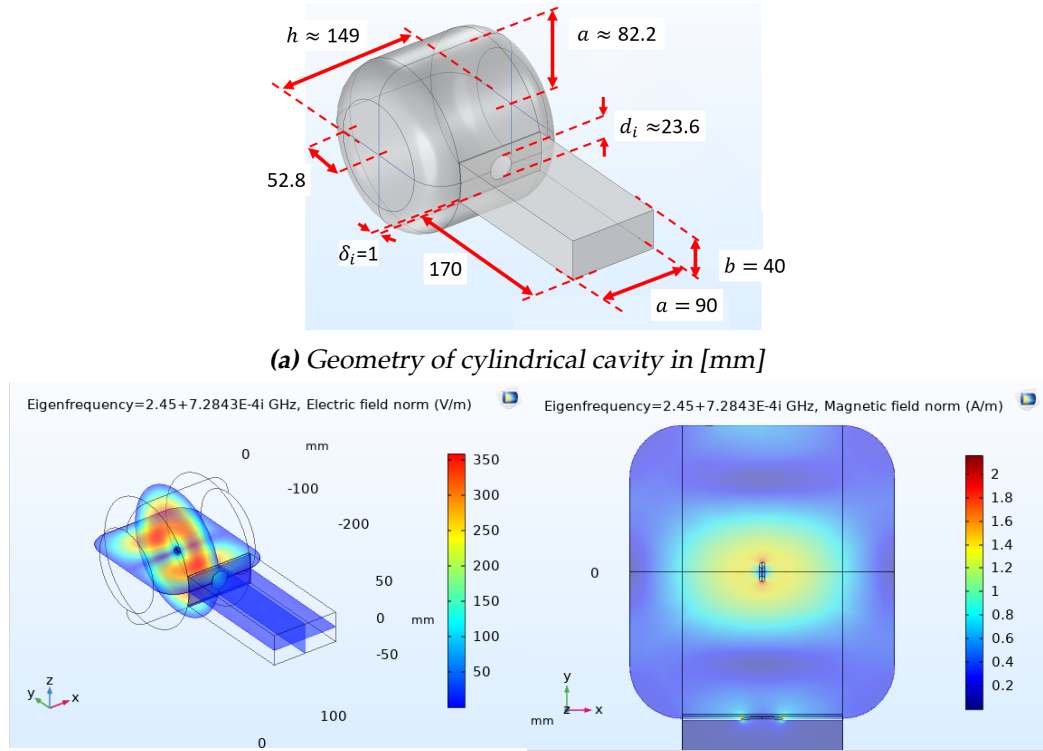 h ≈ 149
a ≈ 82.2
dᵢ ≈23.6
52.8
δᵢ=1
170
b = 40
a = 90
(a) Geometry of cylindrical cavity in [mm]
Eigenfrequency=2.45+7.2843E-4i GHz, Electric field norm (V/m)
0
mm
-100
-200
50
0
mm
-50
100
0
350
300
250
200
150
100
50
y
z
x
Eigenfrequency=2.45+7.2843E-4i GHz, Magnetic field norm (A/m)
0
2
1.8
1.6
1.4
1.2
1
0.8
0.6
0.4
0.2
y
z
x
mm